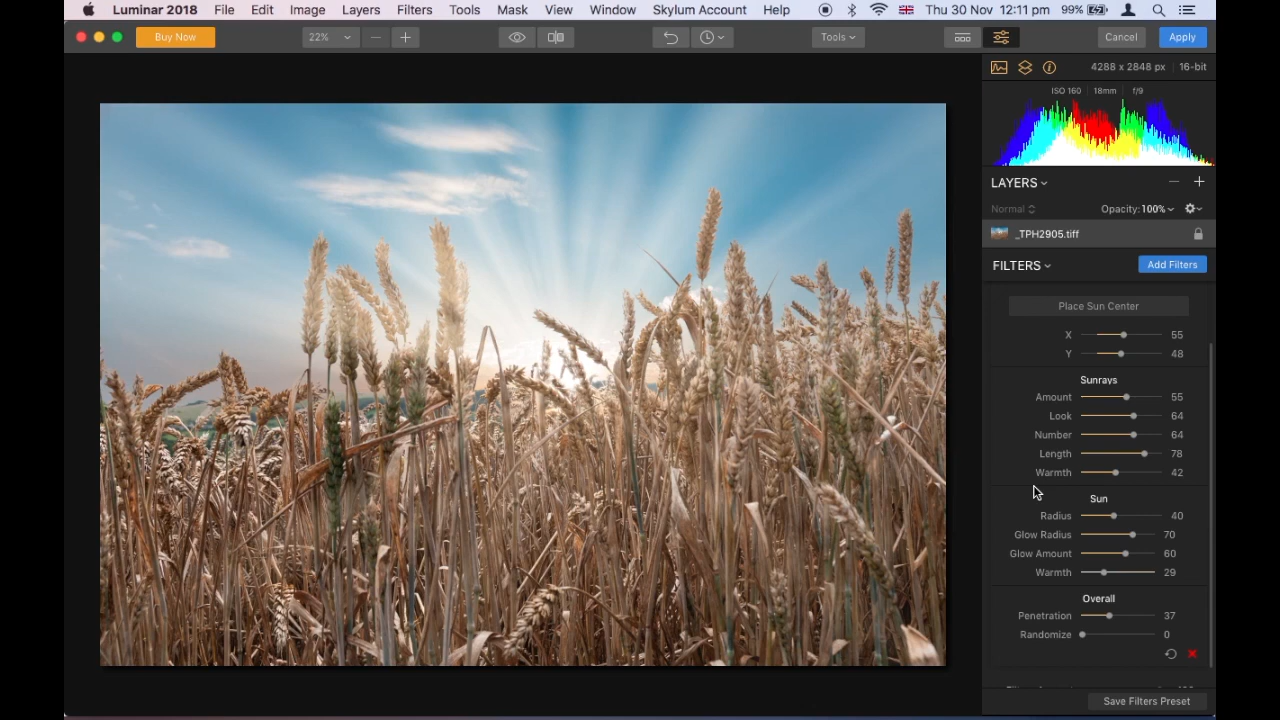 Luminar 2018 File Edit Image Layers Filters Tools Mask View Window Skylum Account Help Thu 30 Nov 12:11 pm 99%
Buy Now 22% Tools Cancel Apply
4288 x 2848 px 16-bit
ISO 160 18mm f/9
LAYERS
Normal Opacity: 100%
_TPH2905.tiff
FILTERS Add Filters
Place Sun Center
X 55
Y 48
Sunrays
Amount 55
Look 64
Number 64
Length 78
Warmth 42
Sun
Radius 40
Glow Radius 70
Glow Amount 60
Warmth 29
Overall
Penetration 37
Randomize 0
Save Filters Preset